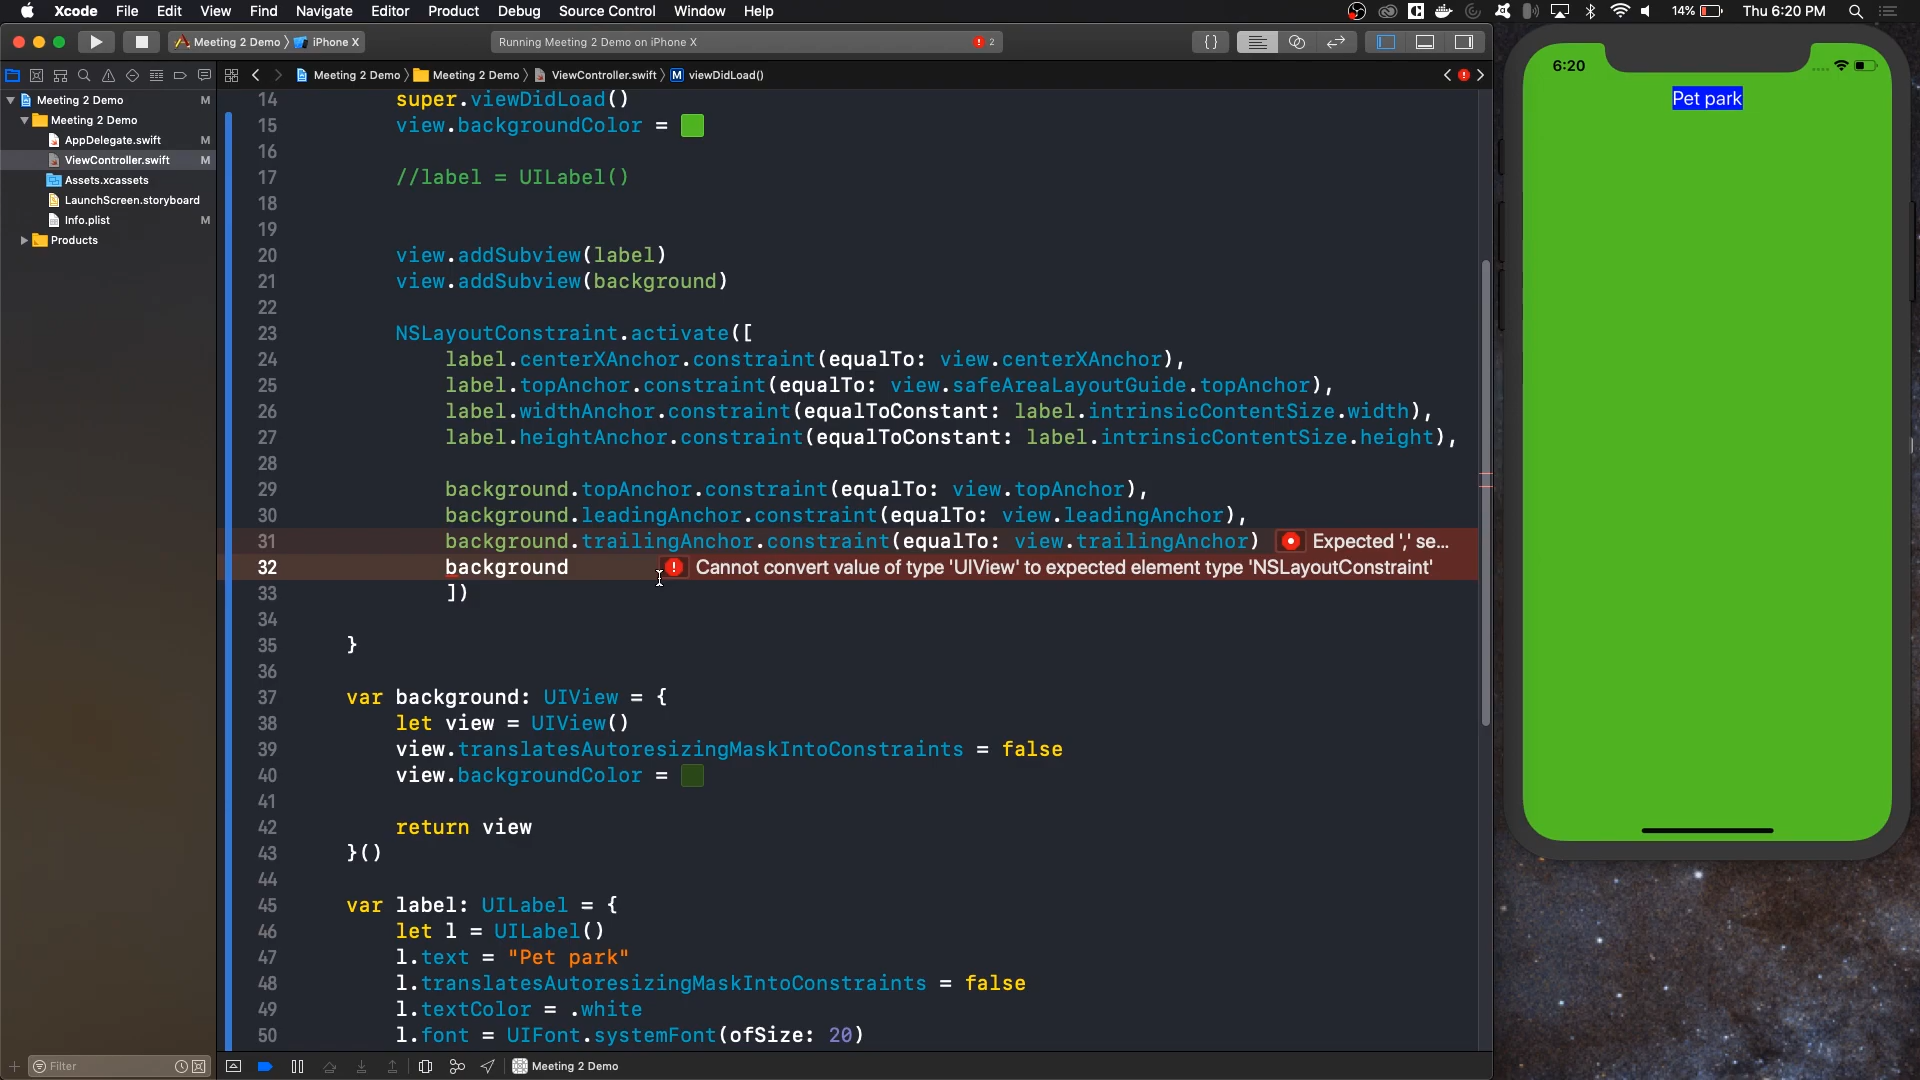 Xcode File Edit View Find Navigate Editor Product Debug Source Control Window Help
14% Thu 6:20 PM
Meeting 2 Demo iPhone X
Running Meeting 2 Demo on iPhone X
2
{}
Meeting 2 Demo Meeting 2 Demo ViewController.swift M viewDidLoad()
Meeting 2 Demo M
Meeting 2 Demo
AppDelegate.swift M
ViewController.swift M
Assets.xcassets
LaunchScreen.storyboard
Info.plist M
Products
14 super.viewDidLoad()
15 view.backgroundColor =
16
17 //label = UILabel()
18
19
20 view.addSubview(label)
21 view.addSubview(background)
22
23 NSLayoutConstraint.activate([
24 label.centerXAnchor.constraint(equalTo: view.centerXAnchor),
25 label.topAnchor.constraint(equalTo: view.safeAreaLayoutGuide.topAnchor),
26 label.widthAnchor.constraint(equalToConstant: label.intrinsicContentSize.width),
27 label.heightAnchor.constraint(equalToConstant: label.intrinsicContentSize.height),
28
29 background.topAnchor.constraint(equalTo: view.topAnchor),
30 background.leadingAnchor.constraint(equalTo: view.leadingAnchor),
31 background.trailingAnchor.constraint(equalTo: view.trailingAnchor) Expected ',' se...
32 background Cannot convert value of type 'UIView' to expected element type 'NSLayoutConstraint'
33 ])
34
35 }
36
37 var background: UIView = {
38 let view = UIView()
39 view.translatesAutoresizingMaskIntoConstraints = false
40 view.backgroundColor =
41
42 return view
43 }()
44
45 var label: UILabel = {
46 let l = UILabel()
47 l.text = "Pet park"
48 l.translatesAutoresizingMaskIntoConstraints = false
49 l.textColor = .white
50 l.font = UIFont.systemFont(ofSize: 20)
Filter
Meeting 2 Demo
6:20
Pet park